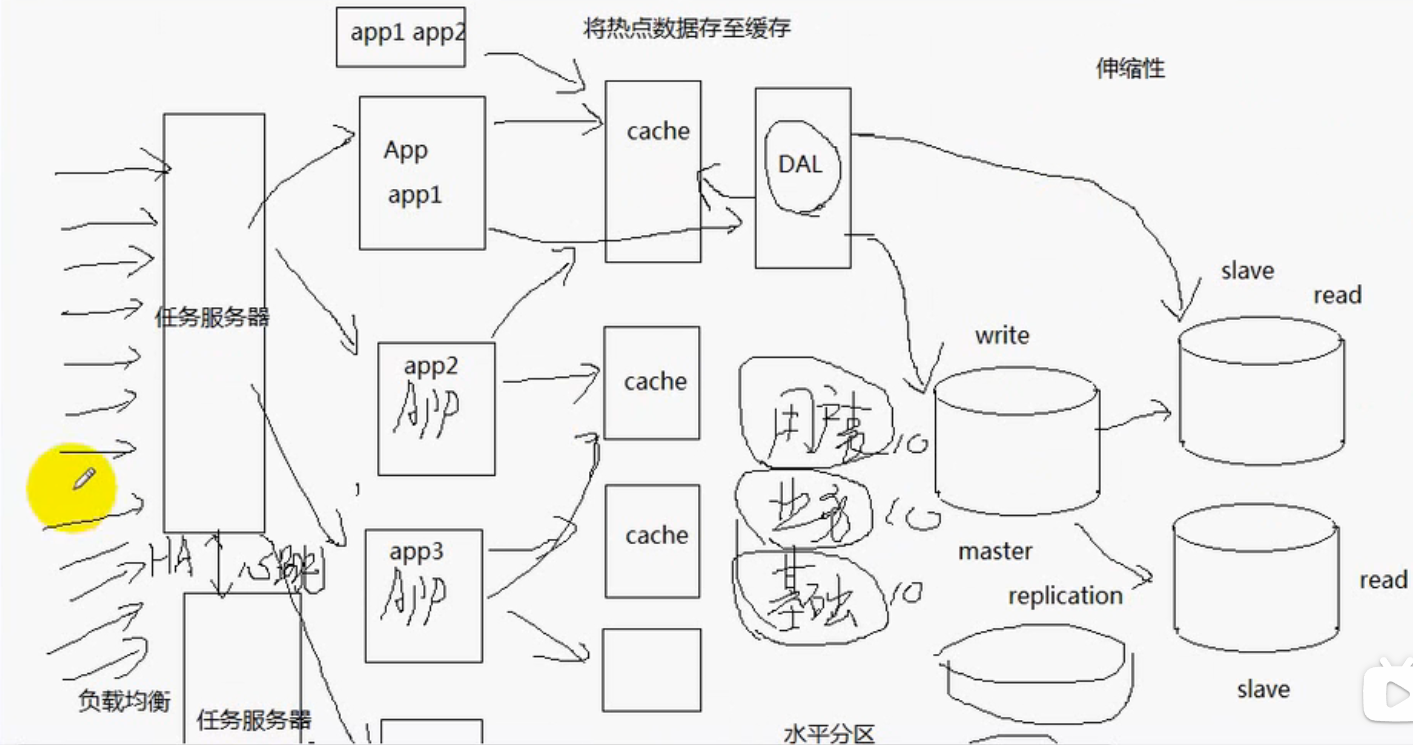 app1 app2
将热点数据存至缓存
伸缩性
App
app1
cache
DAL
任务服务器
slave
read
write
app2
APP
cache
用户
10
业务
10
基础
10
HA
心跳
app3
APP
cache
master
replication
read
slave
负载均衡
任务服务器
水平分区